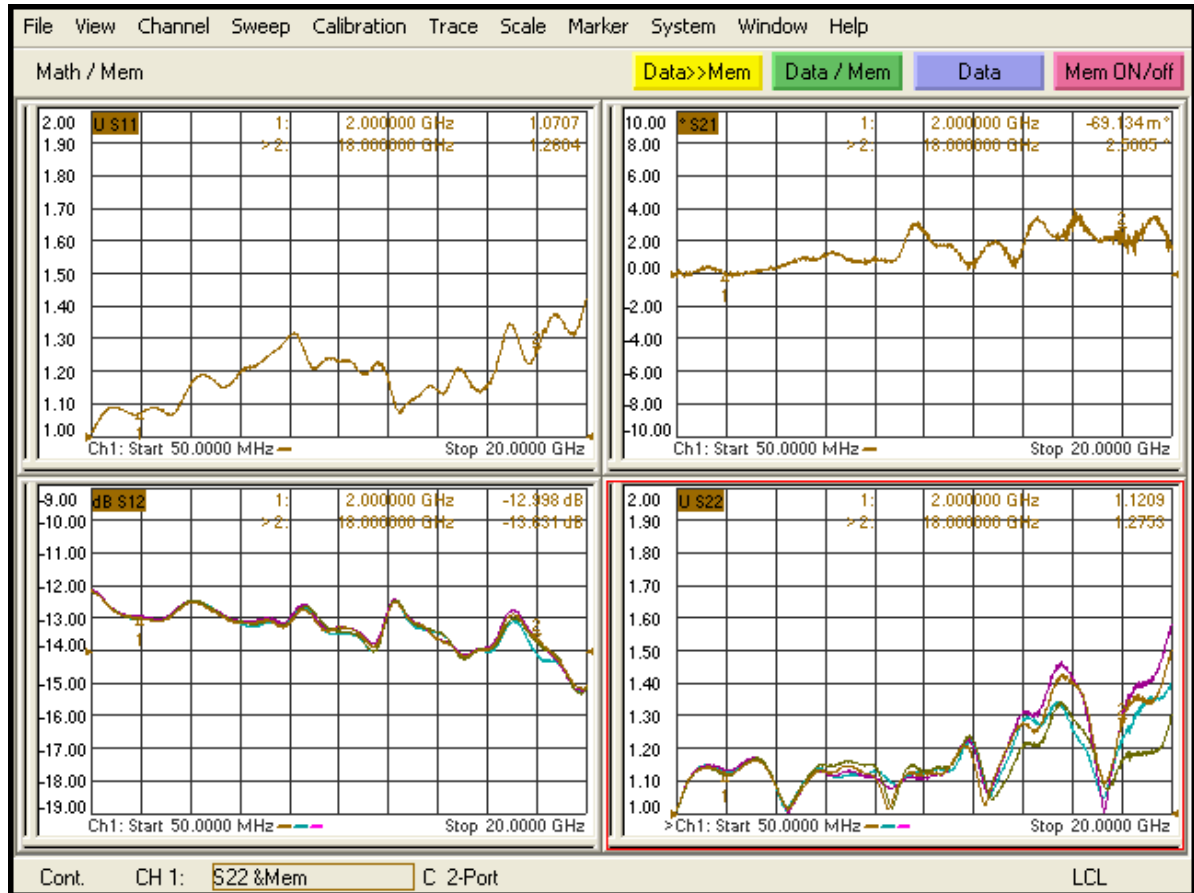 File View Channel Sweep Calibration Trace Scale Marker System Window Help
Math / Mem Data>>Mem Data / Mem Data Mem ON/off
2.00 U S11 1: 2.000000 GHz 1.0707
1.90 > 2: 18.000000 GHz 1.2804
1.80
1.70
1.60
1.50
1.40
1.30
1.20
1.10
1.00
Ch1: Start 50.0000 MHz Stop 20.0000 GHz
10.00 ° S21 1: 2.000000 GHz -69.134 m°
8.00 > 2: 18.000000 GHz 2.5005 °
6.00
4.00
2.00
0.00
-2.00
-4.00
-6.00
-8.00
-10.00
Ch1: Start 50.0000 MHz Stop 20.0000 GHz
-9.00 dB S12 1: 2.000000 GHz -12.998 dB
-10.00 > 2: 18.000000 GHz -13.631 dB
-11.00
-12.00
-13.00
-14.00
-15.00
-16.00
-17.00
-18.00
-19.00
Ch1: Start 50.0000 MHz Stop 20.0000 GHz
2.00 U S22 1: 2.000000 GHz 1.1209
1.90 > 2: 18.000000 GHz 1.2753
1.80
1.70
1.60
1.50
1.40
1.30
1.20
1.10
1.00
>Ch1: Start 50.0000 MHz Stop 20.0000 GHz
Cont. CH 1: S22 &Mem C 2-Port LCL